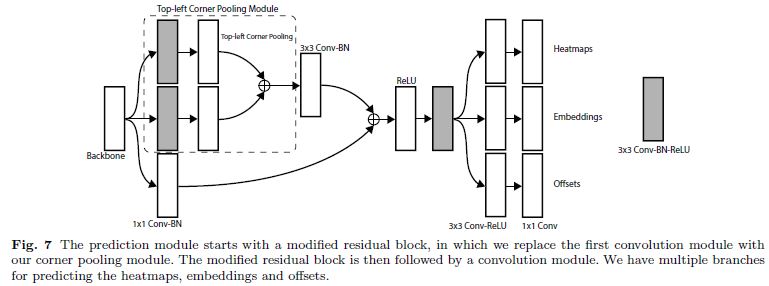 Top-left Corner Pooling Module
Top-left Corner Pooling
3x3 Conv-BN
Heatmaps
ReLU
Embeddings
Backbone
3x3 Conv-BN-ReLU
Offsets
1x1 Conv-BN
3x3 Conv-ReLU
1x1 Conv
Fig. 7 The prediction module starts with a modified residual block, in which we replace the first convolution module with
our corner pooling module. The modified residual block is then followed by a convolution module. We have multiple branches
for predicting the heatmaps, embeddings and offsets.